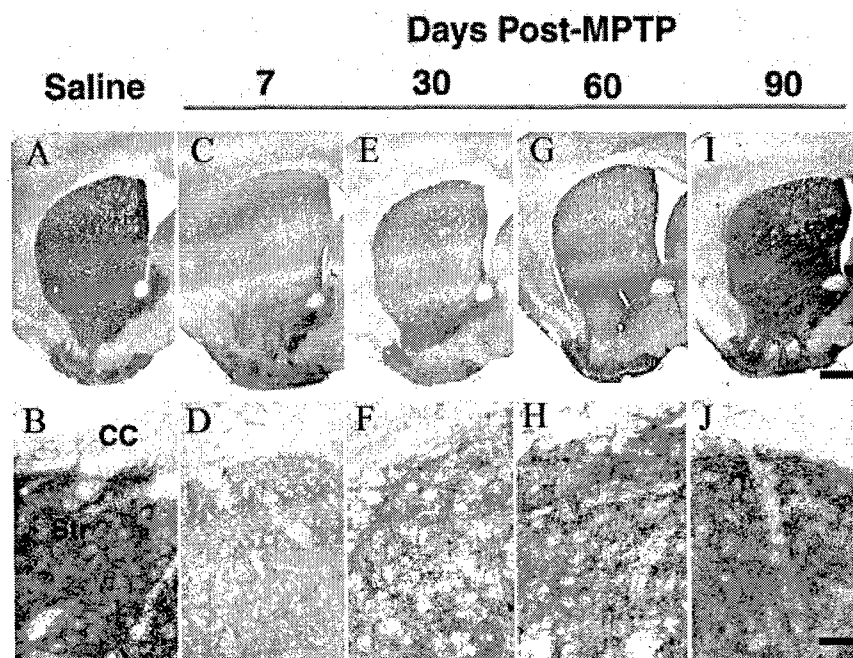 Days Post-MPTP
Saline 7 30 60 90
A C E G I
B CC D F H J
Str